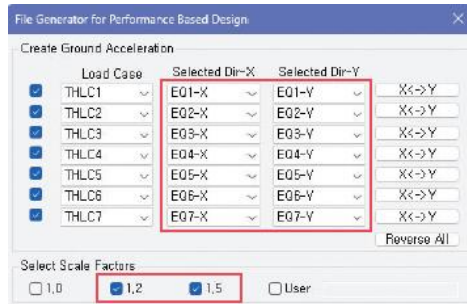 File Generator for Performance Based Design
Create Ground Acceleration
Load Case Selected Dir-X Selected Dir-Y
THLC1 EQ1-X EQ1-Y X<->Y
THLC2 EQ2-X EQ2-Y X<->Y
THLC3 EQ3-X EQ3-Y X<->Y
THLC4 EQ4-X EQ4-Y X<->Y
THLC5 EQ5-X EQ5-Y X<->Y
THLC6 EQ6-X EQ6-Y X<->Y
THLC7 EQ7-X EQ7-Y X<->Y
Reverse All
Select Scale Factors
1,0 1,2 1,5 User